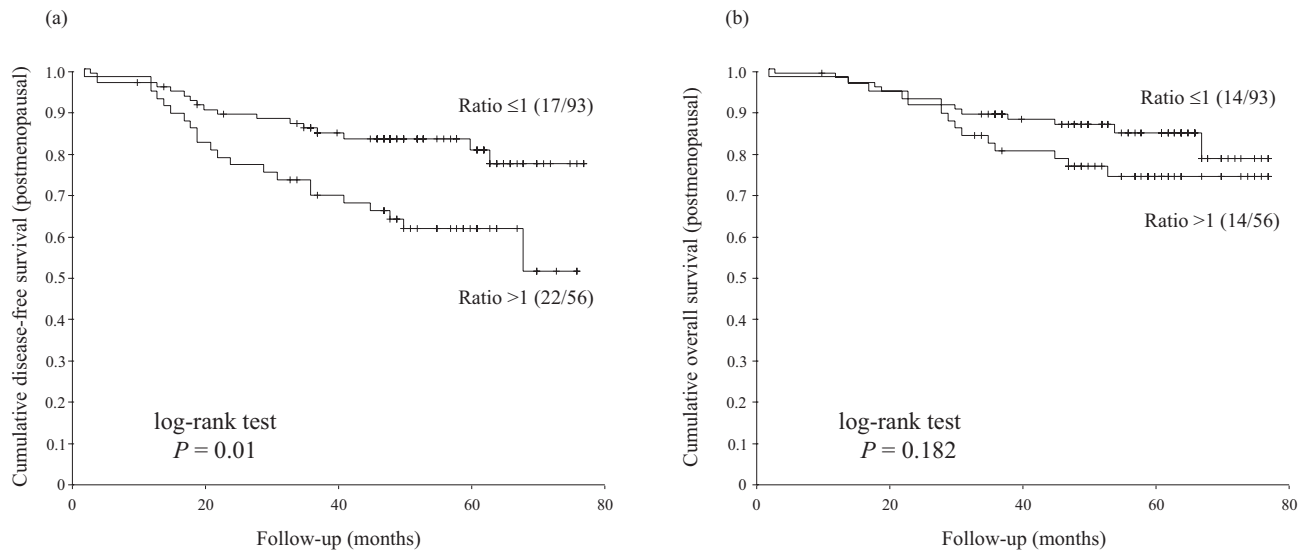 (a)
Cumulative disease-free survival (postmenopausal)
1.0
0.9
0.8
0.7
0.6
0.5
0.4
0.3
0.2
0.1
0
0
20
40
60
80
Follow-up (months)
Ratio ≤1 (17/93)
Ratio >1 (22/56)
log-rank test
P = 0.01
(b)
Cumulative overall survival (postmenopausal)
1.0
0.9
0.8
0.7
0.6
0.5
0.4
0.3
0.2
0.1
0
0
20
40
60
80
Follow-up (months)
Ratio ≤1 (14/93)
Ratio >1 (14/56)
log-rank test
P = 0.182